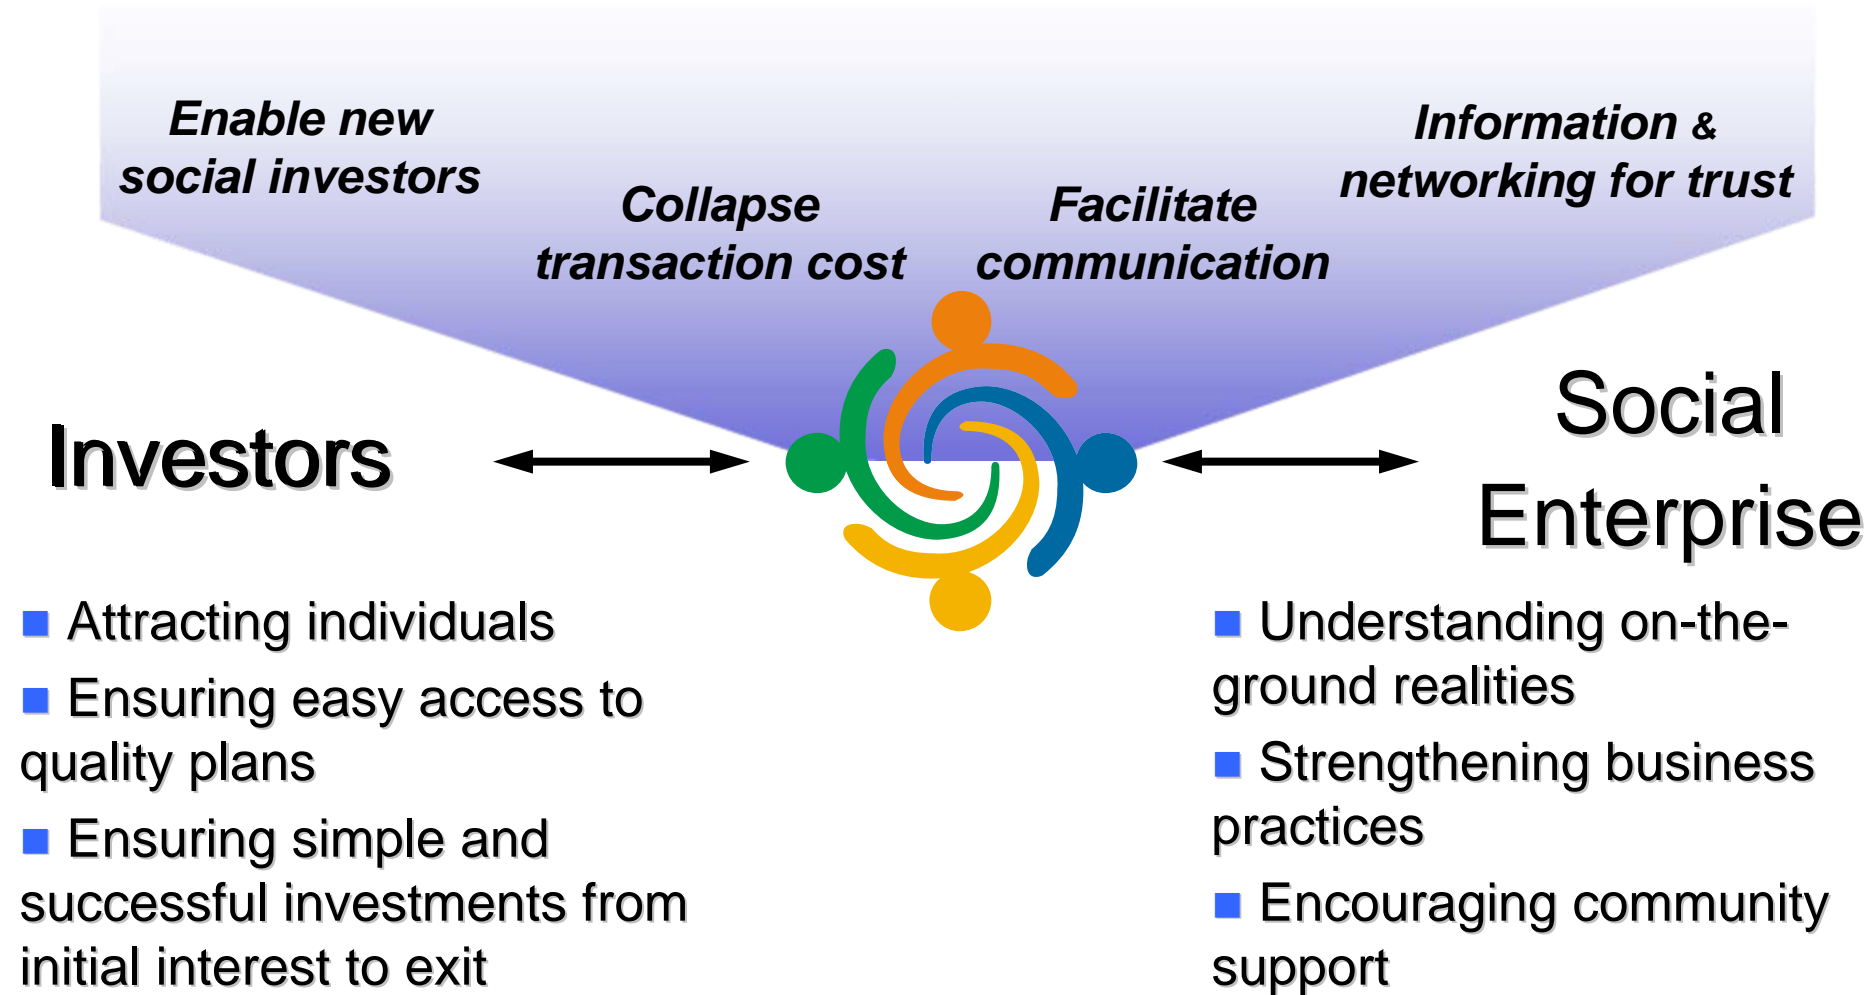 Enable new
social investors
Collapse
transaction cost
Facilitate
communication
Information &
networking for trust
Investors
Social
Enterprise
Attracting individuals
Ensuring easy access to
quality plans
Ensuring simple and
successful investments from
initial interest to exit
Understanding on-the-
ground realities
Strengthening business
practices
Encouraging community
support